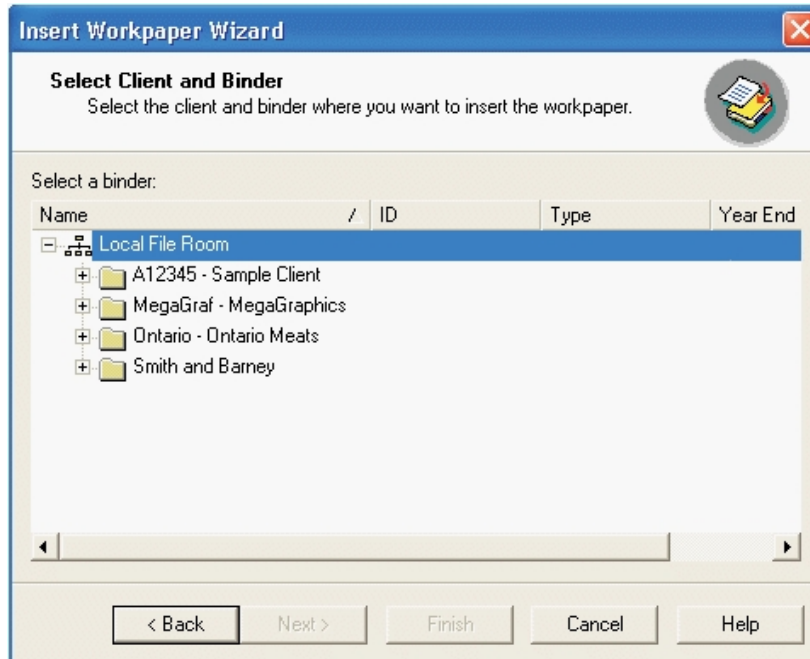 Insert Workpaper Wizard
Select Client and Binder
Select the client and binder where you want to insert the workpaper.
Select a binder:
Name / ID Type Year End
Local File Room
A12345 - Sample Client
MegaGraf - MegaGraphics
Ontario - Ontario Meats
Smith and Barney
< Back Next > Finish Cancel Help